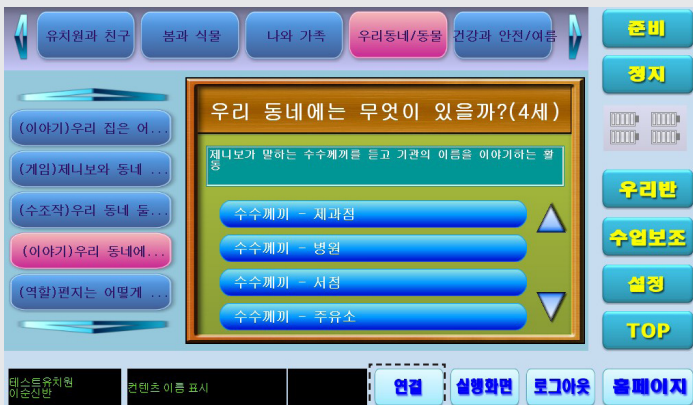 유치원과 친구
봄과 식물
나와 가족
우리동네/동물
건강과 안전/여름
준비
정지
(이야기)우리 집은 어...
(게임)제니보와 동네 ...
(수조작)우리 동네 둘...
(이야기)우리 동네에...
(역할)편지는 어떻게 ...
우리 동네에는 무엇이 있을까?(4세)
제니보가 말하는 수수께끼를 듣고 기관의 이름을 이야기하는 활
동
수수께끼 - 제과점
수수께끼 - 병원
수수께끼 - 서점
수수께끼 - 주유소
우리반
수업보조
설정
TOP
테스트유치원
이순신반
컨텐츠 이름 표시
연결
실행화면
로그아웃
홈페이지